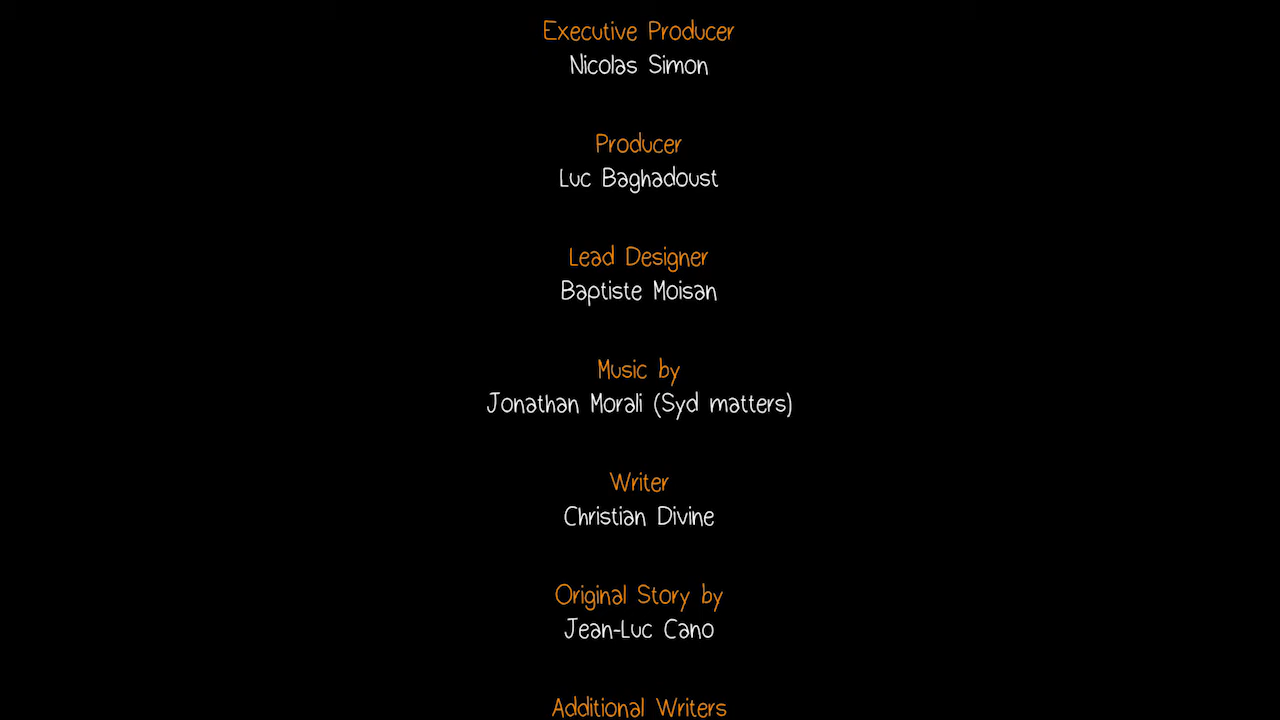 Executive Producer
Nicolas Simon
Producer
Luc Baghadoust
Lead Designer
Baptiste Moisan
Music by
Jonathan Morali (Syd matters)
Writer
Christian Divine
Original Story by
Jean-Luc Cano
Additional Writers